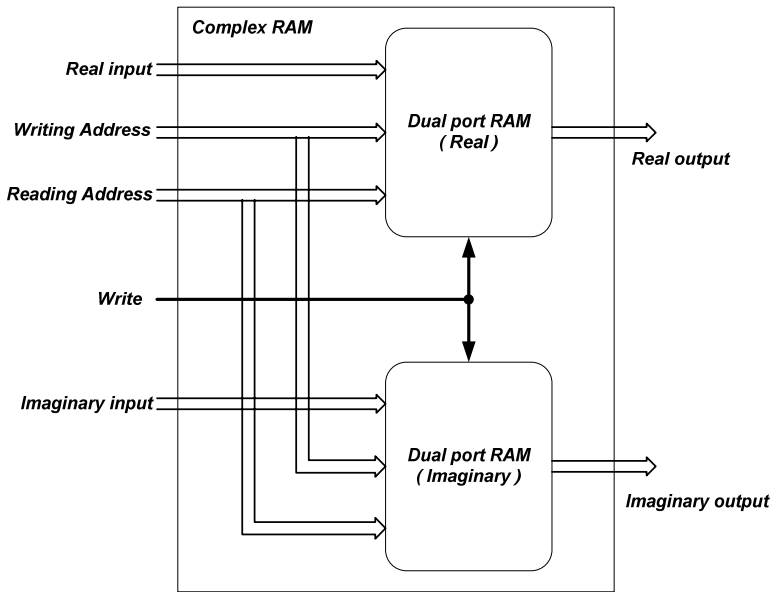 Complex RAM
Real input
Writing Address
Reading Address
Dual port RAM
( Real )
Real output
Write
Imaginary input
Dual port RAM
( Imaginary )
Imaginary output